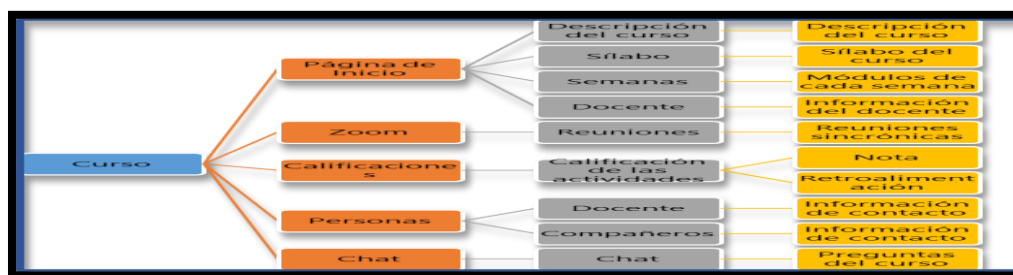 Curso
Página de
Inicio
Zoom
Calificacione
s
Personas
Chat
Descripción
del curso
Sílabo
Semanas
Docente
Reuniones
Calificación
de las
actividades
Docente
Compañeros
Chat
Descripción
del curso
Sílabo del
curso
Módulos de
cada semana
Información
del docente
Reuniones
sincrónicas
Nota
Retroaliment
ación
Información
de contacto
Información
de contacto
Preguntas
del curso